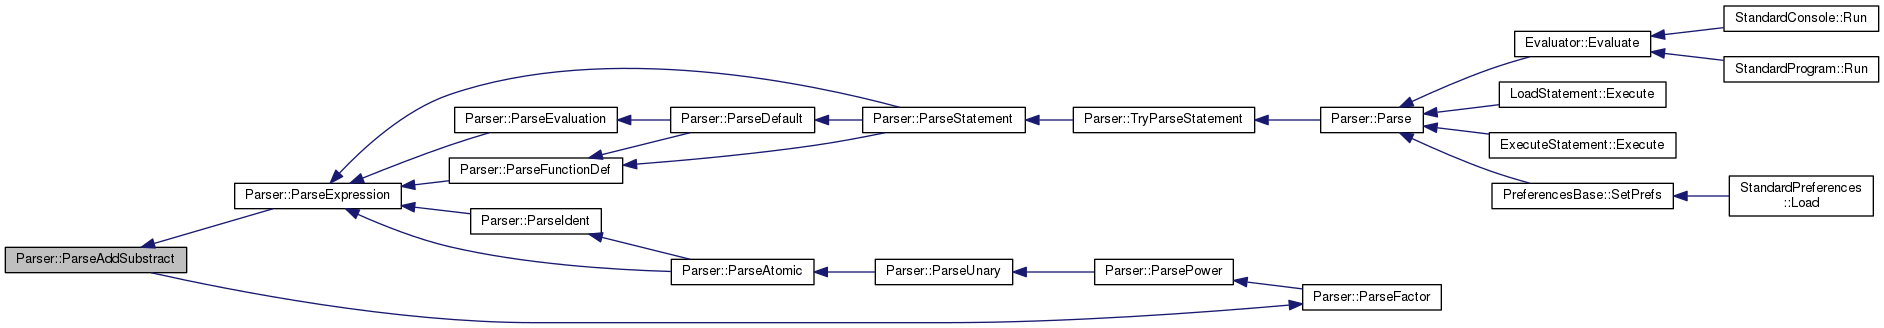 StandardConsole::Run
Evaluator::Evaluate
StandardProgram::Run
LoadStatement::Execute
Parser::ParseEvaluation
Parser::ParseDefault
Parser::ParseStatement
Parser::TryParseStatement
Parser::Parse
ExecuteStatement::Execute
Parser::ParseFunctionDef
Parser::ParseExpression
PreferencesBase::SetPrefs
StandardPreferences
::Load
Parser::ParseIdent
Parser::ParseAddSubstract
Parser::ParseAtomic
Parser::ParseUnary
Parser::ParsePower
Parser::ParseFactor